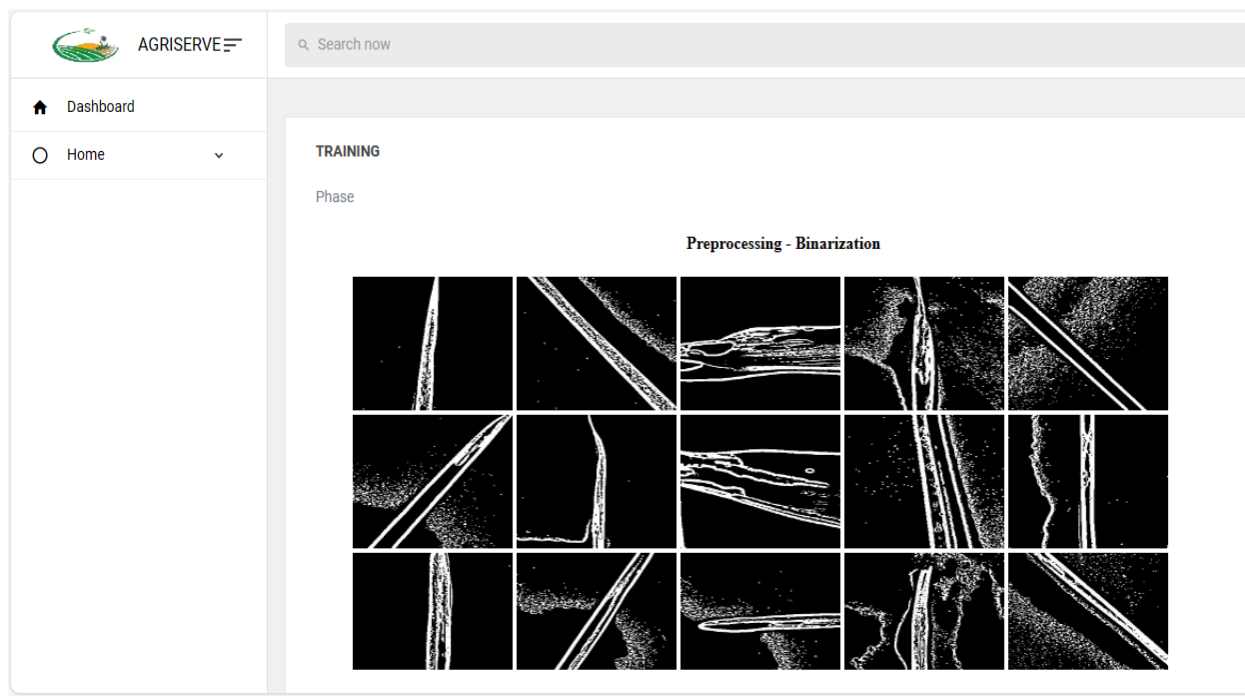 AGRISERVE
Search now
Dashboard
Home
TRAINING
Phase
Preprocessing - Binarization